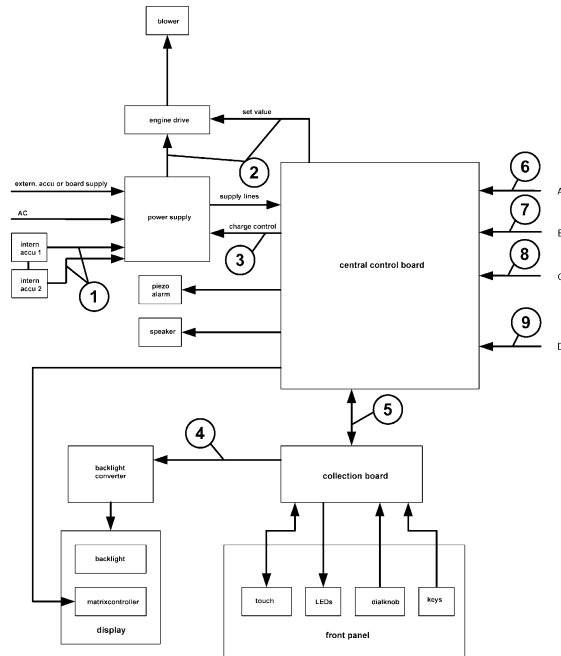 blower
engine drive
set value
2
6
extern. accu or board supply
A
supply lines
7
AC
power supply
charge control
intern
accu 1
3
central control board
8
intern
accu 2
1
piezo
alarm
speaker
9
5
4
backlight
converter
collection board
backlight
matrixcontroller
display
touch
LEDs
dialknob
keys
front panel